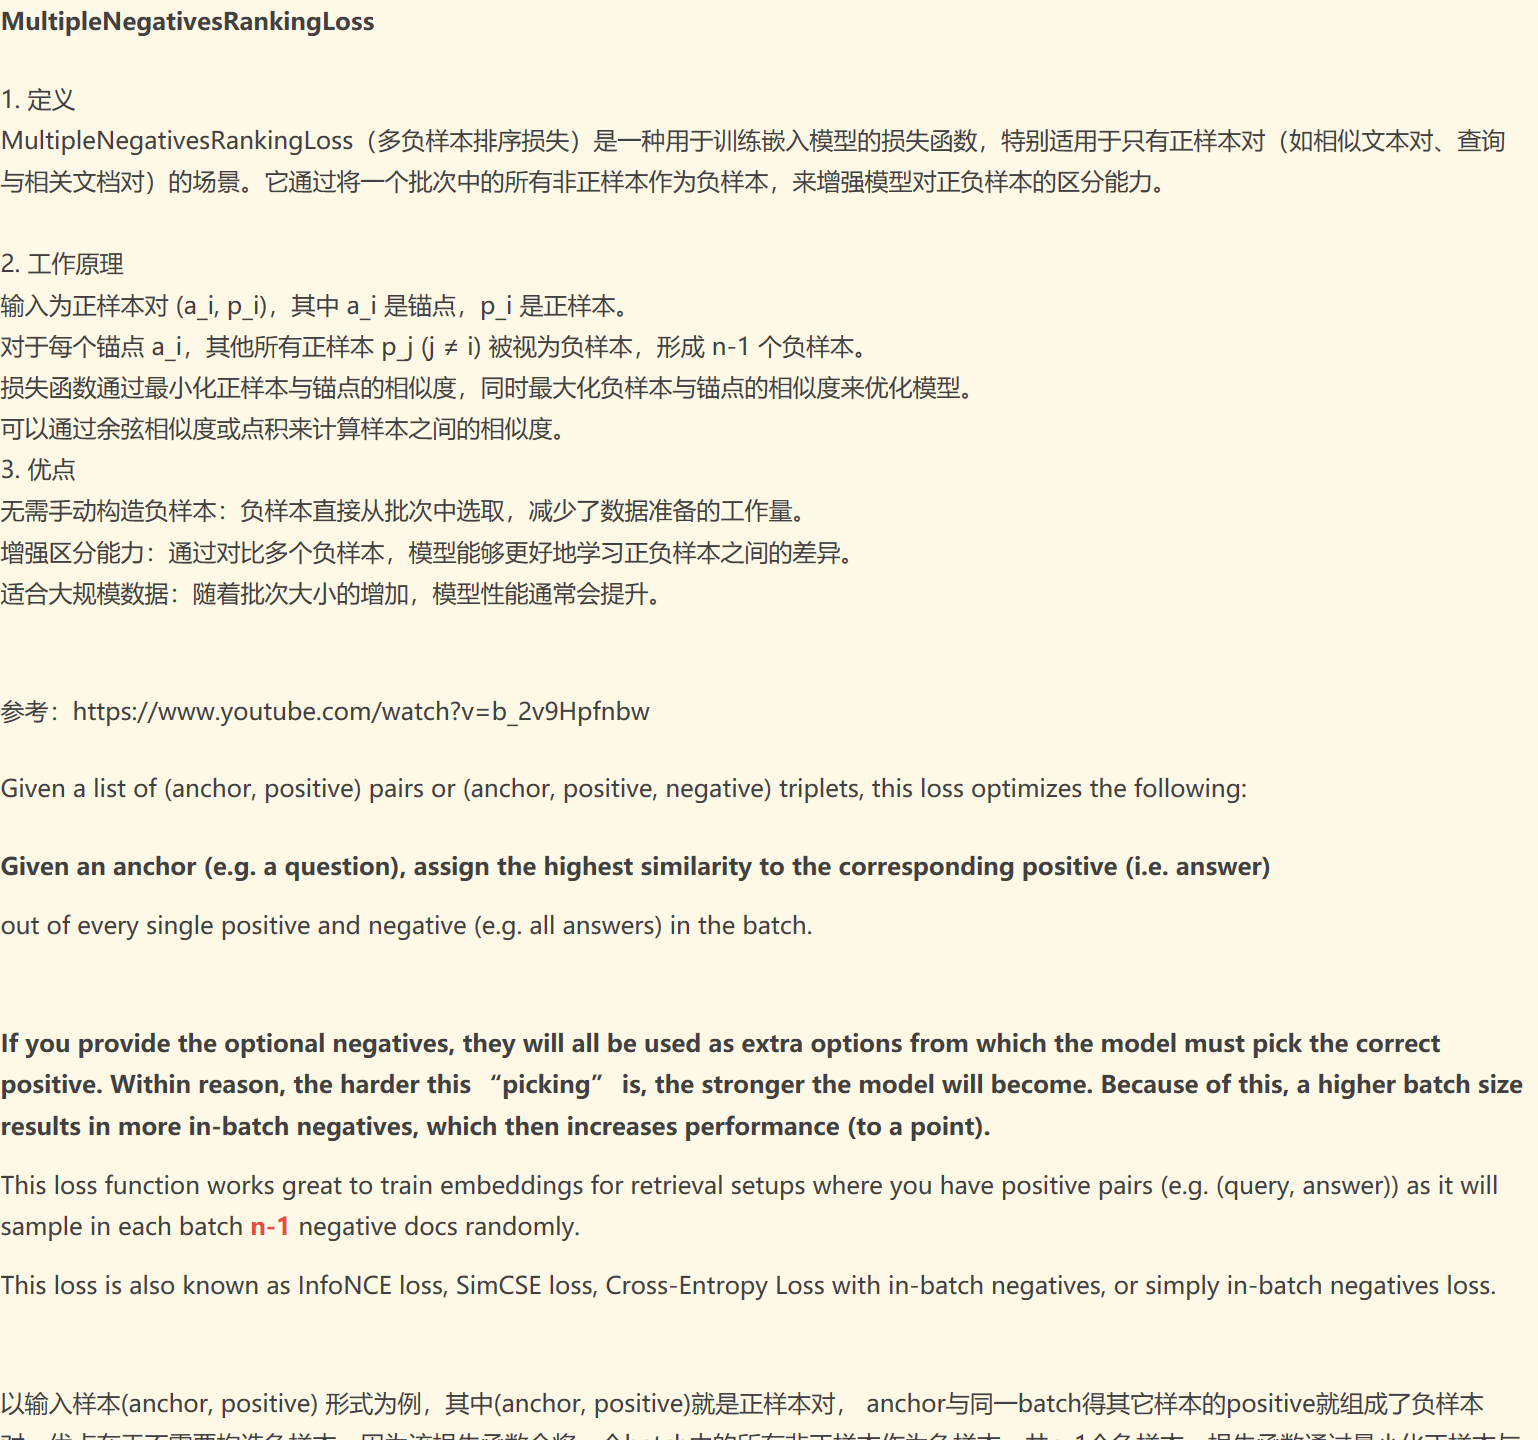 MultipleNegativesRankingLoss
1. 定义
MultipleNegativesRankingLoss（多负样本排序损失）是一种用于训练嵌入模型的损失函数，特别适用于只有正样本对（如相似文本对、查询
与相关文档对）的场景。它通过将一个批次中的所有非正样本作为负样本，来增强模型对正负样本的区分能力。
2. 工作原理
输入为正样本对 (a_i, p_i)，其中 a_i 是锚点，p_i 是正样本。
对于每个锚点 a_i，其他所有正样本 p_j (j ≠ i) 被视为负样本，形成 n-1 个负样本。
损失函数通过最小化正样本与锚点的相似度，同时最大化负样本与锚点的相似度来优化模型。
可以通过余弦相似度或点积来计算样本之间的相似度。
3. 优点
无需手动构造负样本：负样本直接从批次中选取，减少了数据准备的工作量。
增强区分能力：通过对比多个负样本，模型能够更好地学习正负样本之间的差异。
适合大规模数据：随着批次大小的增加，模型性能通常会提升。
参考：https://www.youtube.com/watch?v=b_2v9Hpfnbw
Given a list of (anchor, positive) pairs or (anchor, positive, negative) triplets, this loss optimizes the following:
Given an anchor (e.g. a question), assign the highest similarity to the corresponding positive (i.e. answer)
out of every single positive and negative (e.g. all answers) in the batch.
If you provide the optional negatives, they will all be used as extra options from which the model must pick the correct
positive. Within reason, the harder this “picking” is, the stronger the model will become. Because of this, a higher batch size
results in more in-batch negatives, which then increases performance (to a point).
This loss function works great to train embeddings for retrieval setups where you have positive pairs (e.g. (query, answer)) as it will
sample in each batch n-1 negative docs randomly.
This loss is also known as InfoNCE loss, SimCSE loss, Cross-Entropy Loss with in-batch negatives, or simply in-batch negatives loss.
以输入样本(anchor, positive) 形式为例，其中(anchor, positive)就是正样本对， anchor与同一batch得其它样本的positive就组成了负样本